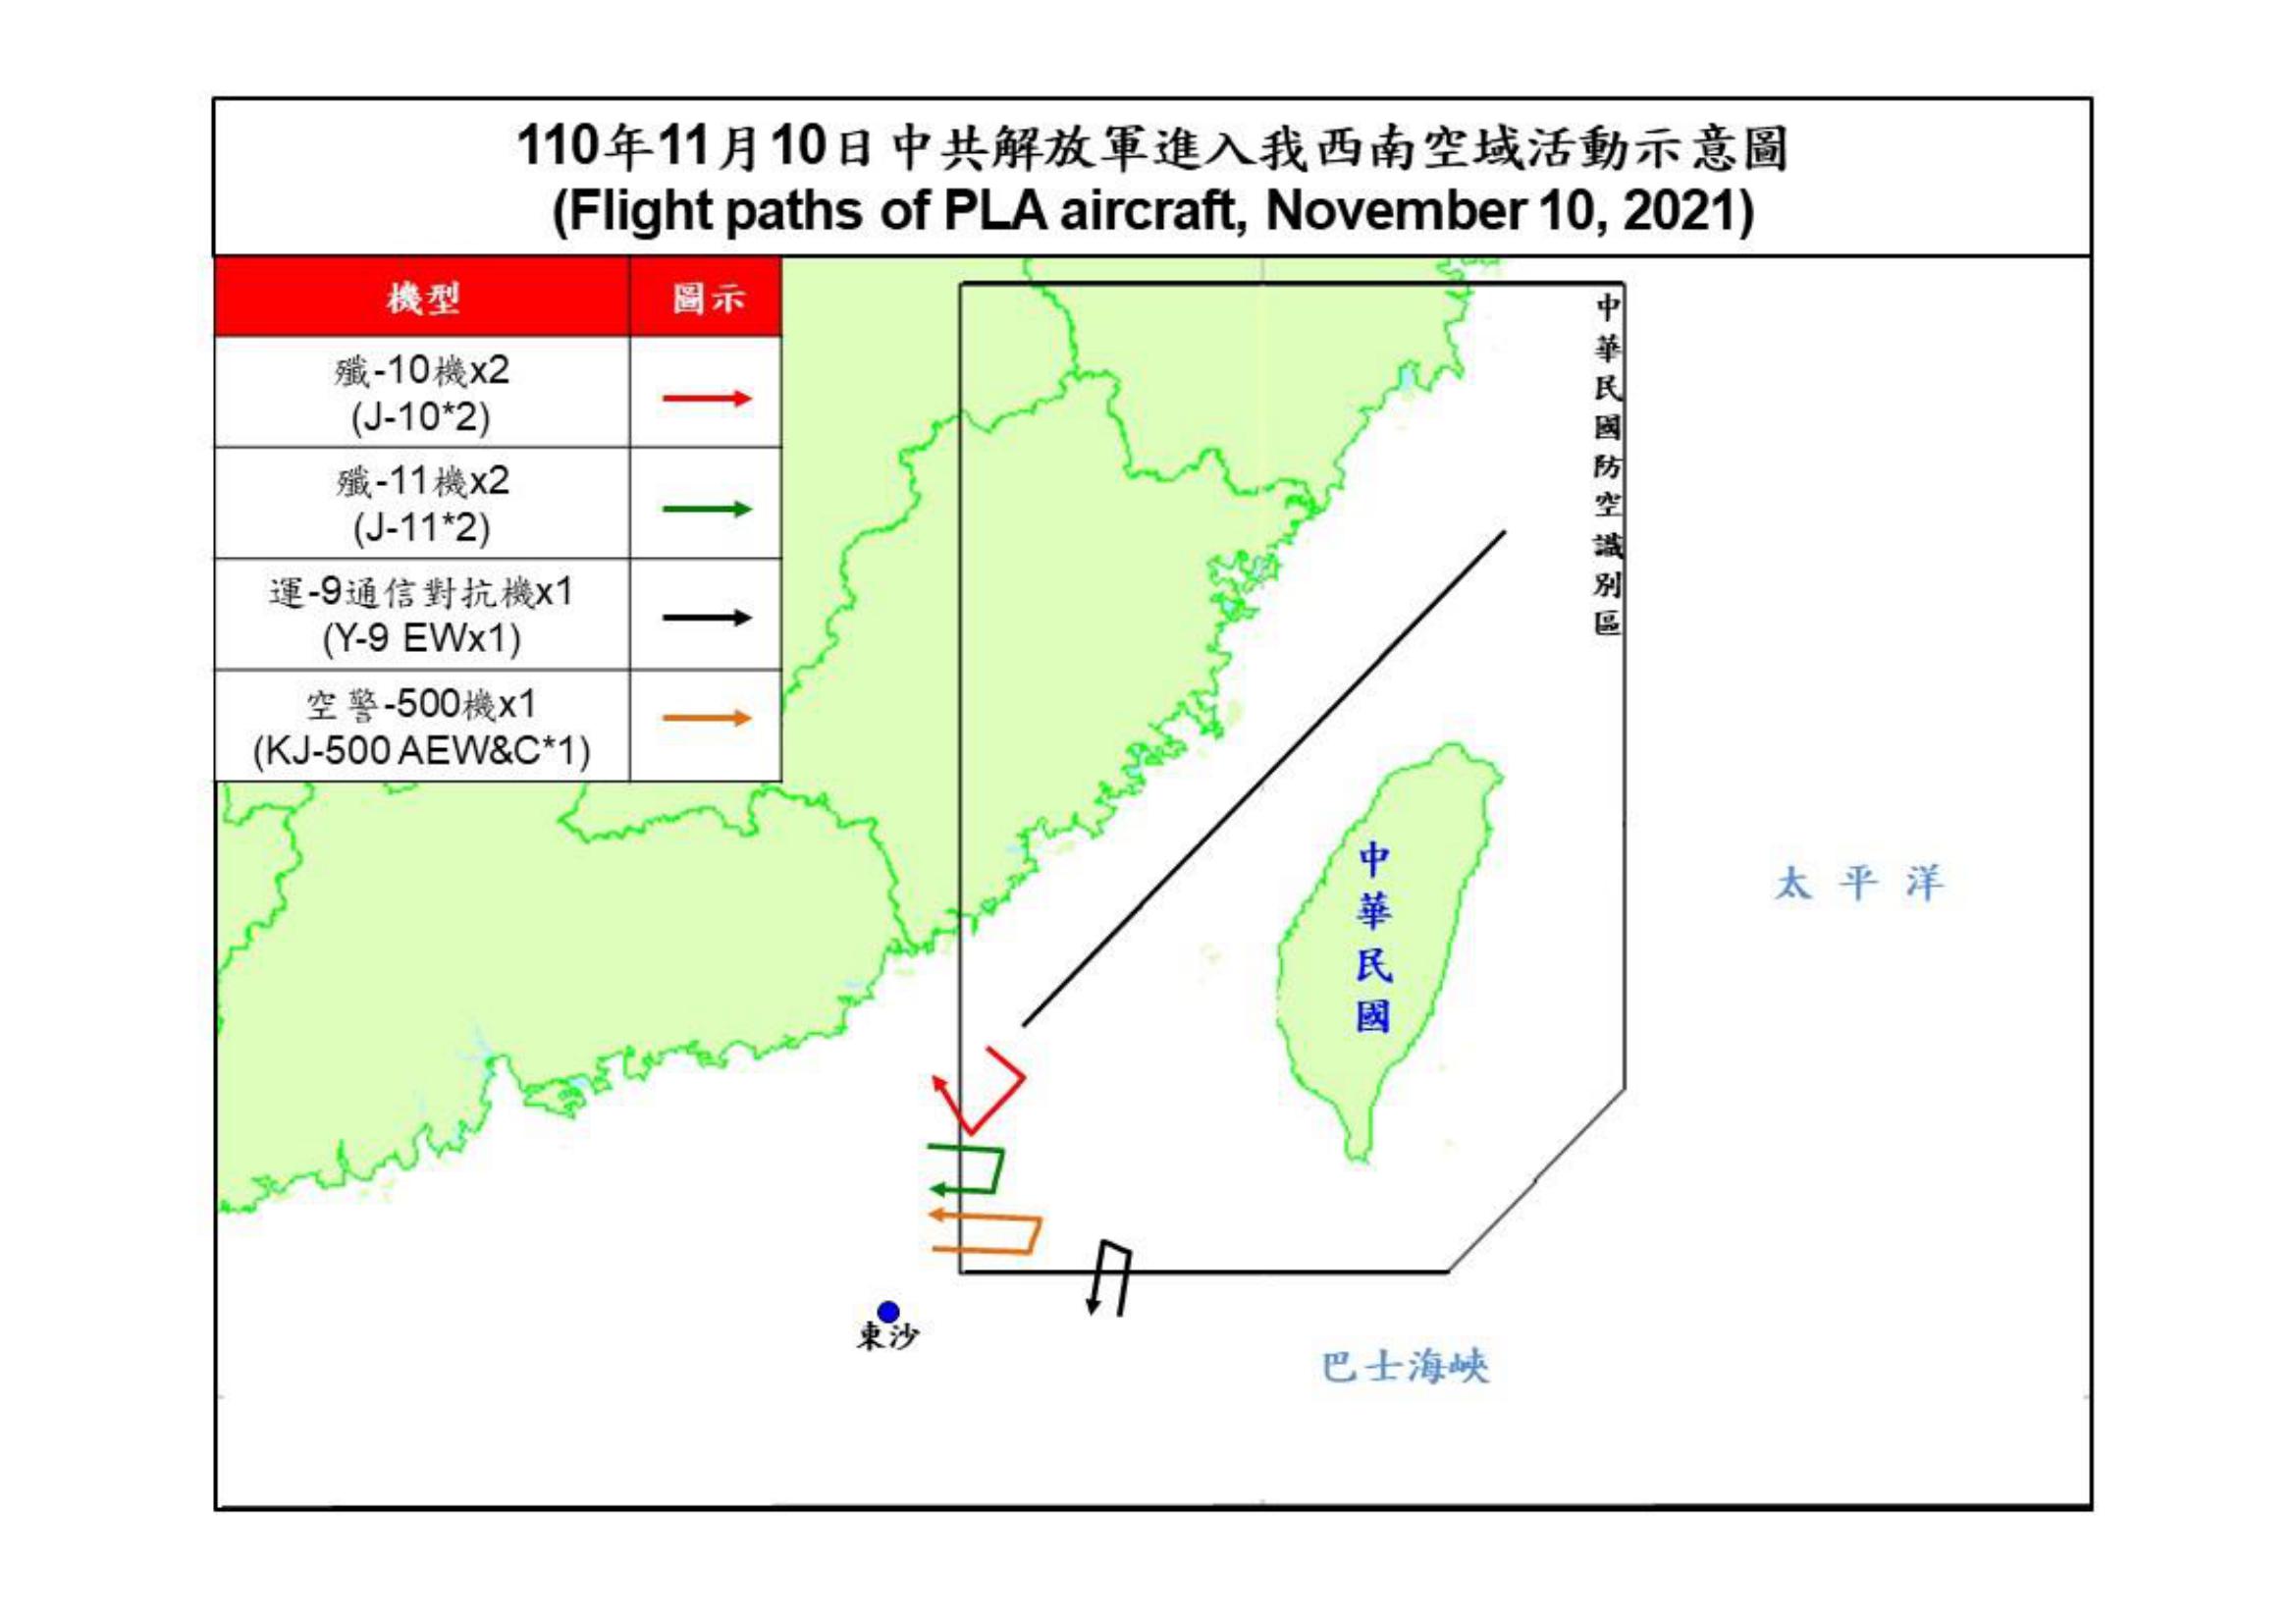 110年11月10日中共解放軍進入我西南空域活動示意圖
(Flight paths of PLA aircraft, November 10, 2021)
機型 圖示
殲-10機x2
(J-10*2)
殲-11機x2
(J-11*2)
運-9通信對抗機x1
(Y-9 EWx1)
空警-500機x1
(KJ-500 AEW&C*1)
中華民國防空識別區
中華民國
太平洋
東沙
巴士海峽